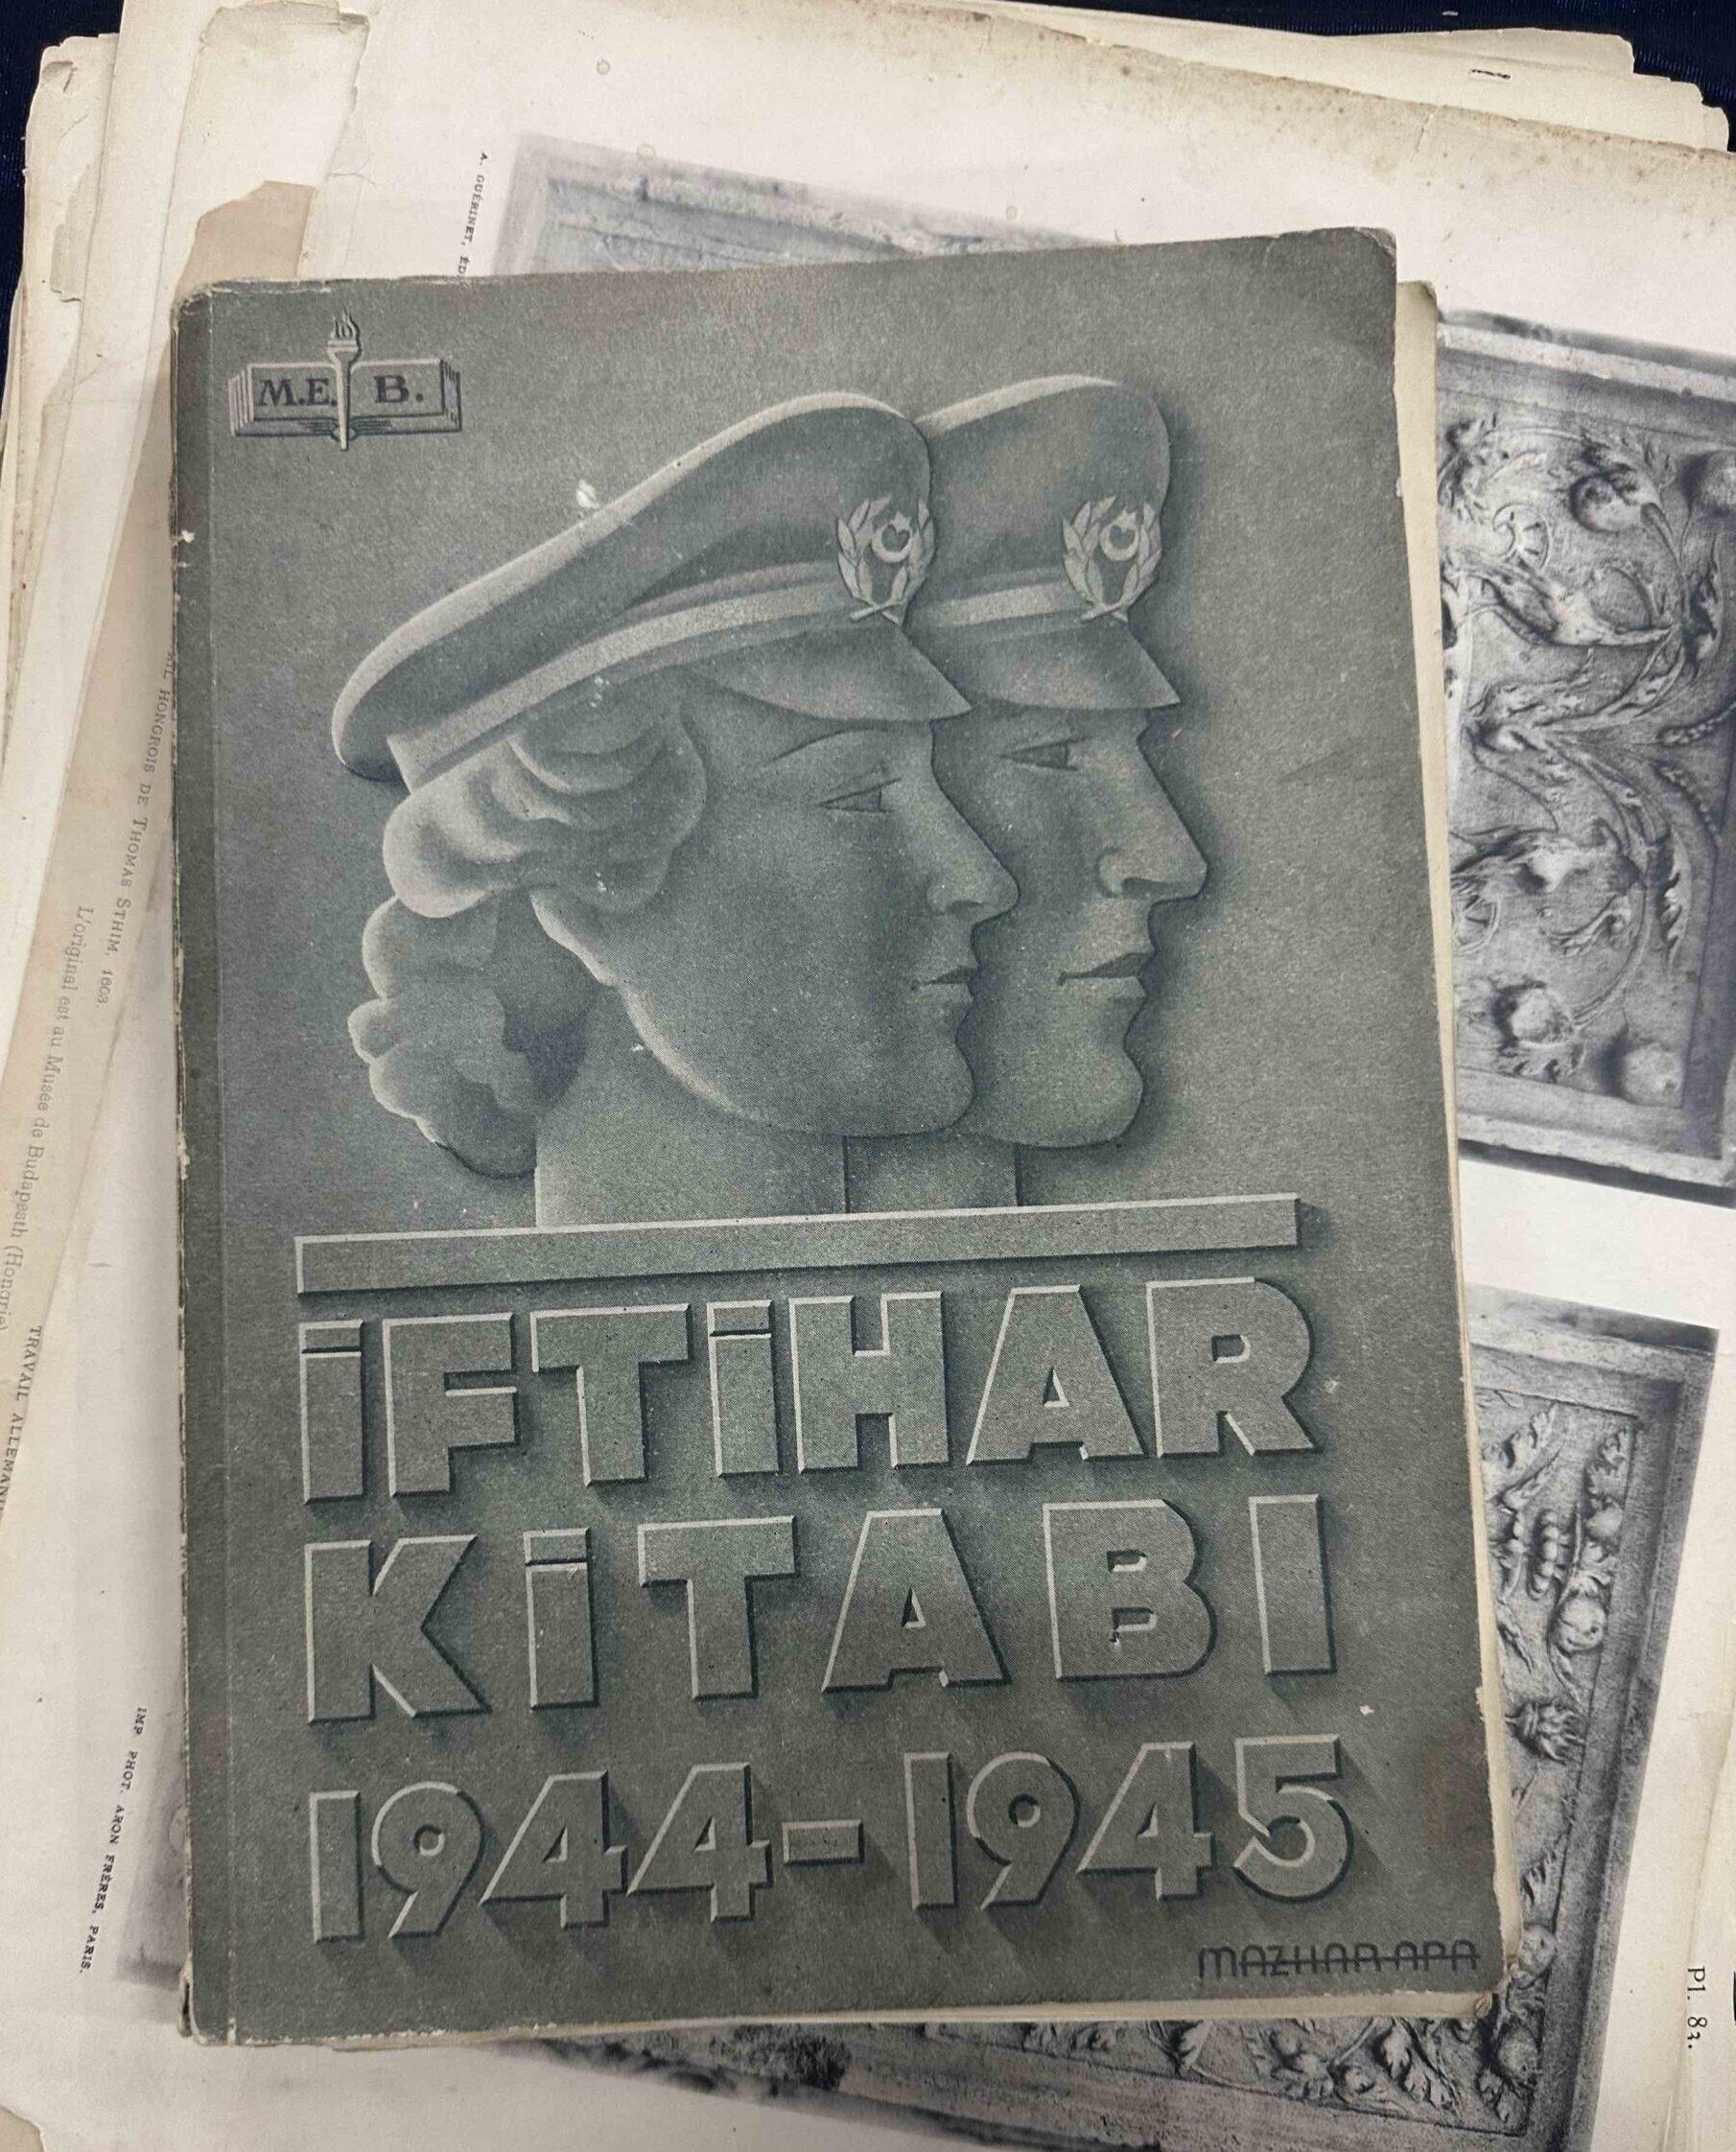 A. GUÉRINET, ÉD
M.E. B.
HONGROIS DE THOMAS STHIM, 1603.
L'original est au Musée de Budapesth (Hongrie)
TRAVAIL ALLEMAN
İFTİHAR
KİTABI
1944-1945
MAZHAR APA
IMP PHOT. ARON FRÈRES, PARIS.
Pl. 83.